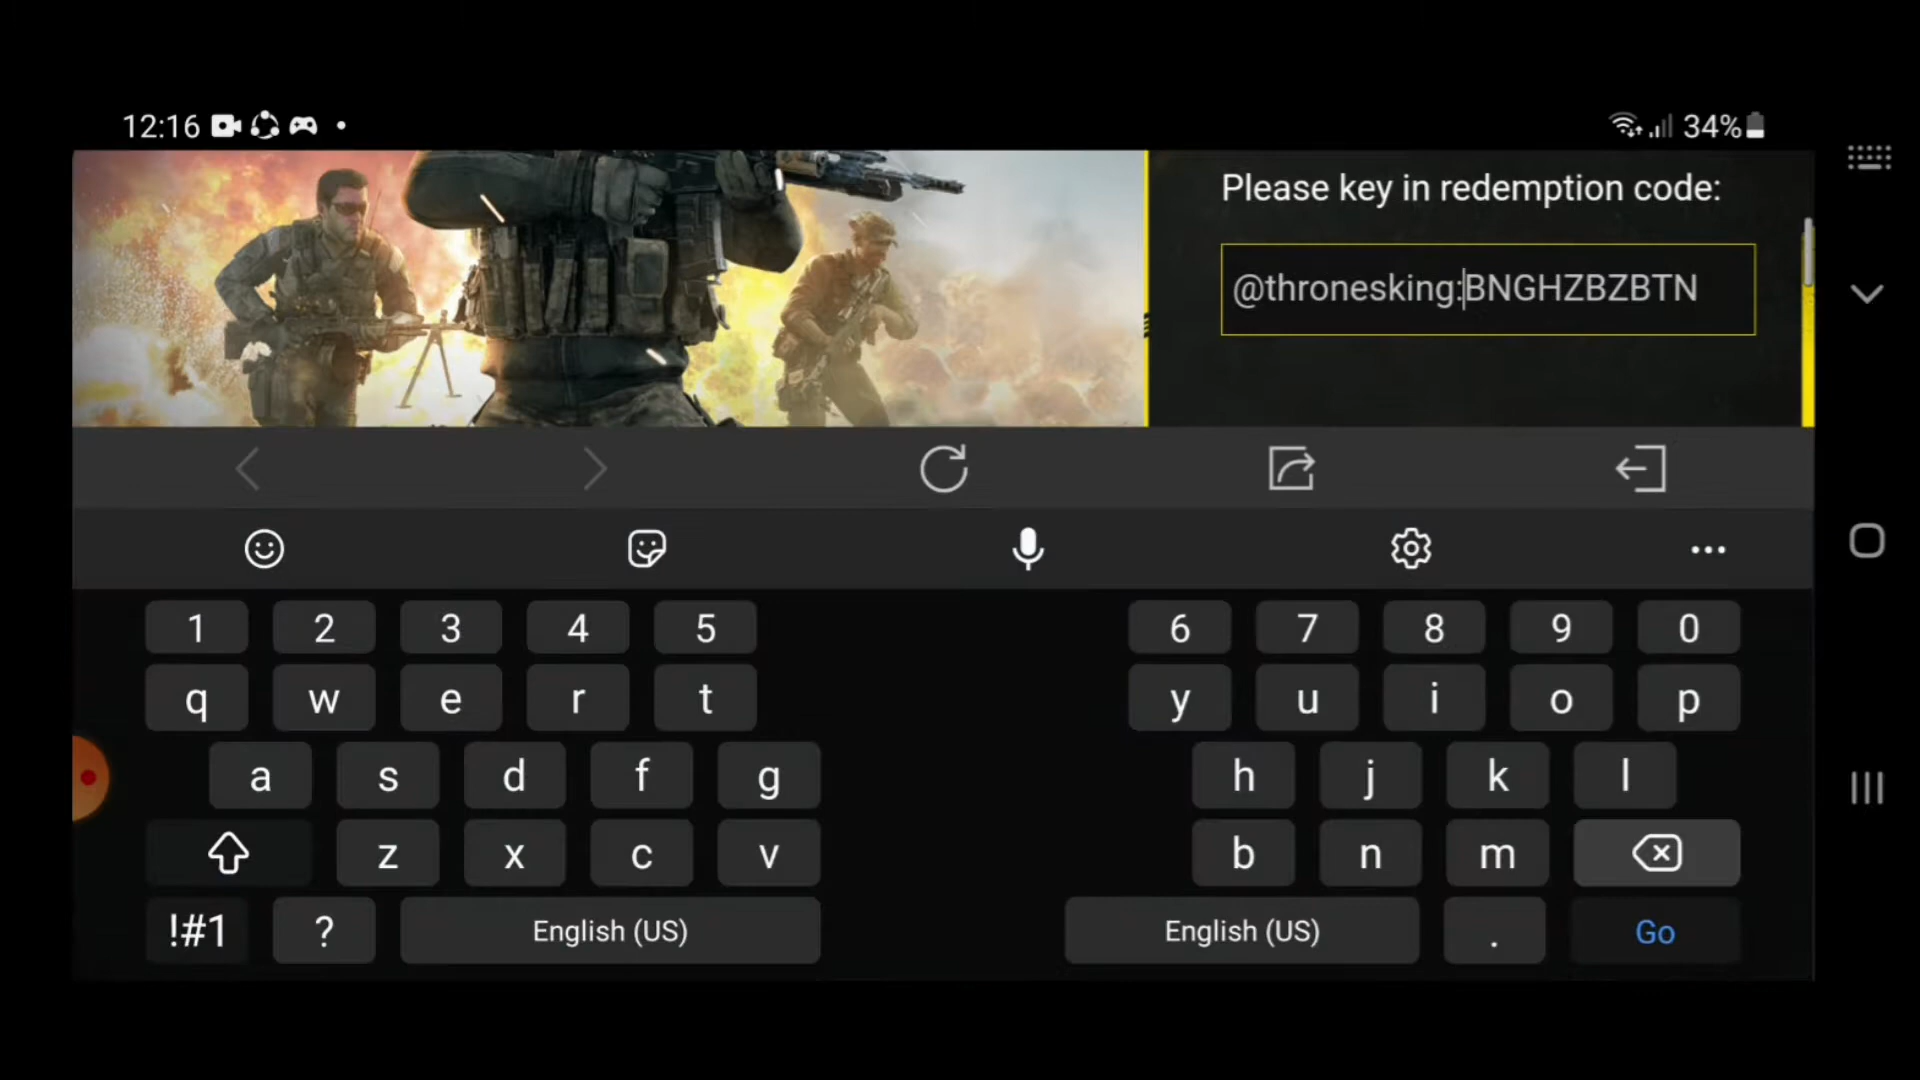 12:16
34%
Please key in redemption code:
@thronesking:BNGHZBZBTN
1 2 3 4 5 6 7 8 9 0
q w e r t y u i o p
a s d f g h j k l
z x c v b n m
!#1 ? English (US) English (US) . Go